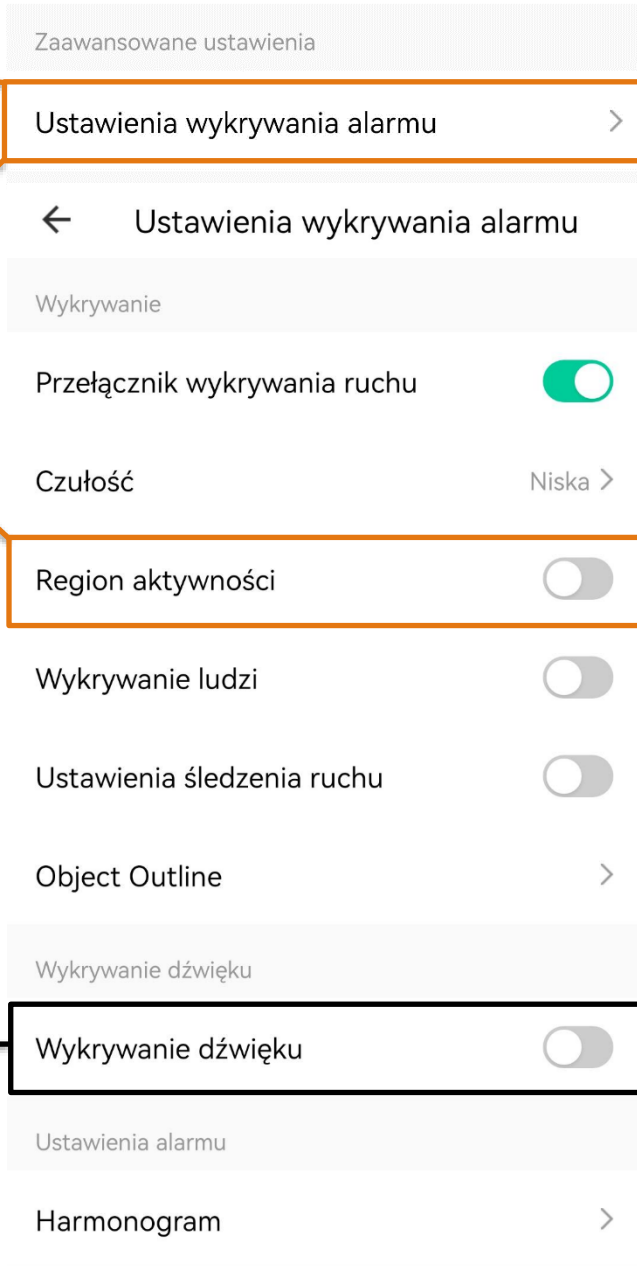 Zaawansowane ustawienia
Ustawienia wykrywania alarmu
Ustawienia wykrywania alarmu
Wykrywanie
Przełącznik wykrywania ruchu
Czułość Niska
Region aktywności
Wykrywanie ludzi
Ustawienia śledzenia ruchu
Object Outline
Wykrywanie dźwięku
Wykrywanie dźwięku
Ustawienia alarmu
Harmonogram